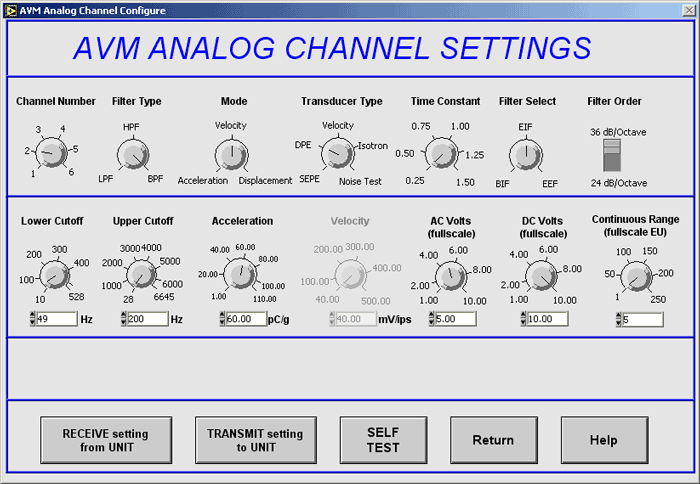 AVM Analog Channel Configure
AVM ANALOG CHANNEL SETTINGS
Channel Number Filter Type Mode Transducer Type Time Constant Filter Select Filter Order
3 4 HPF Velocity Velocity 0.75 1.00 EIF 36 dB/Octave
2 5 DPE Isotron 0.50 1.25
1 6 LPF BPF Acceleration Displacement SEPE Noise Test 0.25 1.50 BIF EEF 24 dB/Octave
Lower Cutoff Upper Cutoff Acceleration Velocity AC Volts DC Volts Continuous Range
(fullscale) (fullscale) (fullscale EU)
200 300 3000 4000 40.00 60.00 200.00 300.00 4.00 6.00 4.00 6.00 100 150
100 400 2000 5000 20.00 80.00 100.00 400.00 2.00 8.00 2.00 8.00 50 200
1000 6000 100.00
10 528 28 6645 1.00 110.00 40.00 500.00 1.00 10.00 1.00 10.00 1 250
49 Hz 200 Hz 60.00 pC/g 40.00 mV/ips 5.00 10.00 5
RECEIVE setting TRANSMIT setting SELF Return Help
from UNIT to UNIT TEST